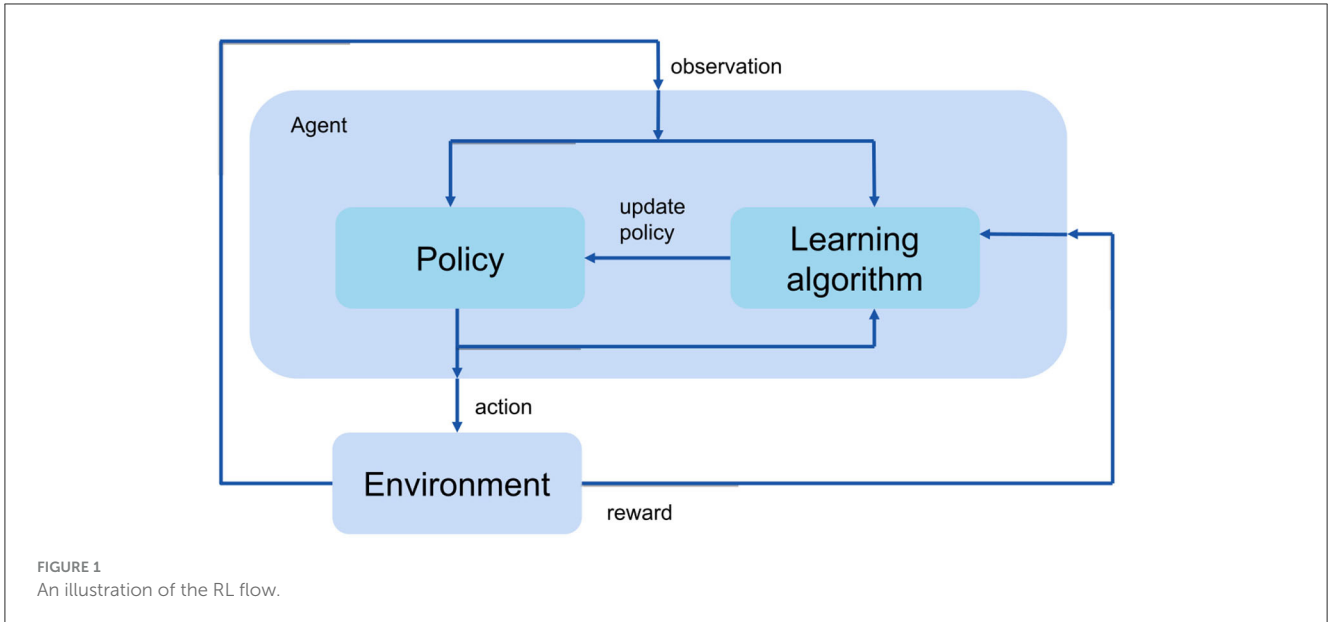 observation
Agent
update
policy
Policy
Learning
algorithm
action
Environment
reward
FIGURE 1
An illustration of the RL flow.